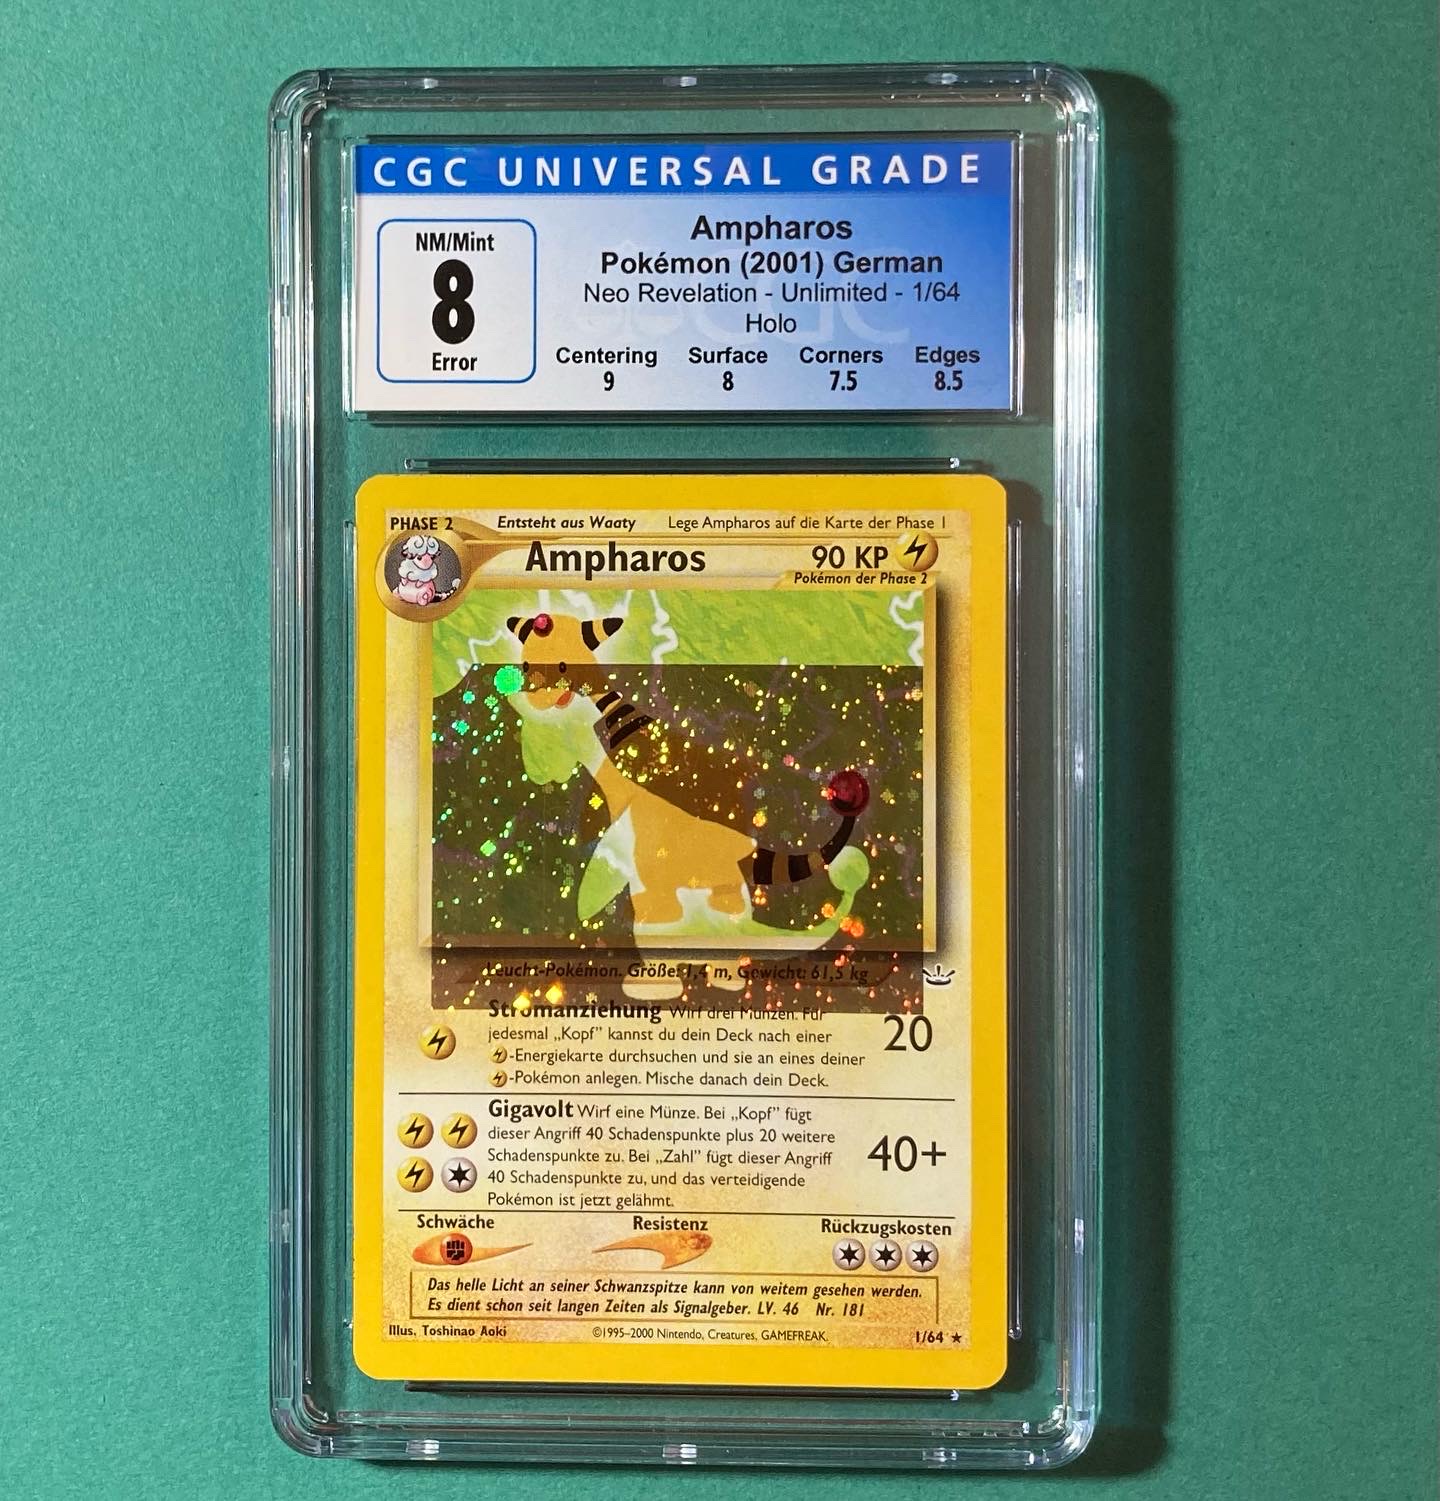 CGC UNIVERSAL GRADE
NM/Mint
8
Error
Ampharos
Pokémon (2001) German
Neo Revelation - Unlimited - 1/64
Holo
Centering Surface Corners Edges
9 8 7.5 8.5
PHASE 2 Entsteht aus Waaty Lege Ampharos auf die Karte der Phase 1
Ampharos 90 KP
Pokémon der Phase 2
Leucht-Pokémon. Größe: 1,4 m, Gewicht: 61,5 kg
Stromanziehung Wirf drei Münzen. Für
jedesmal „Kopf” kannst du dein Deck nach einer
20
-Energiekarte durchsuchen und sie an eines deiner
-Pokémon anlegen. Mische danach dein Deck.
Gigavolt Wirf eine Münze. Bei „Kopf” fügt
dieser Angriff 40 Schadenspunkte plus 20 weitere
Schadenspunkte zu. Bei „Zahl” fügt dieser Angriff
40+
40 Schadenspunkte zu, und das verteidigende
Pokémon ist jetzt gelähmt.
Schwäche Resistenz Rückzugskosten
Das helle Licht an seiner Schwanzspitze kann von weitem gesehen werden.
Es dient schon seit langen Zeiten als Signalgeber. LV. 46 Nr. 181
Illus. Toshinao Aoki ©1995–2000 Nintendo, Creatures, GAMEFREAK. 1/64 ★